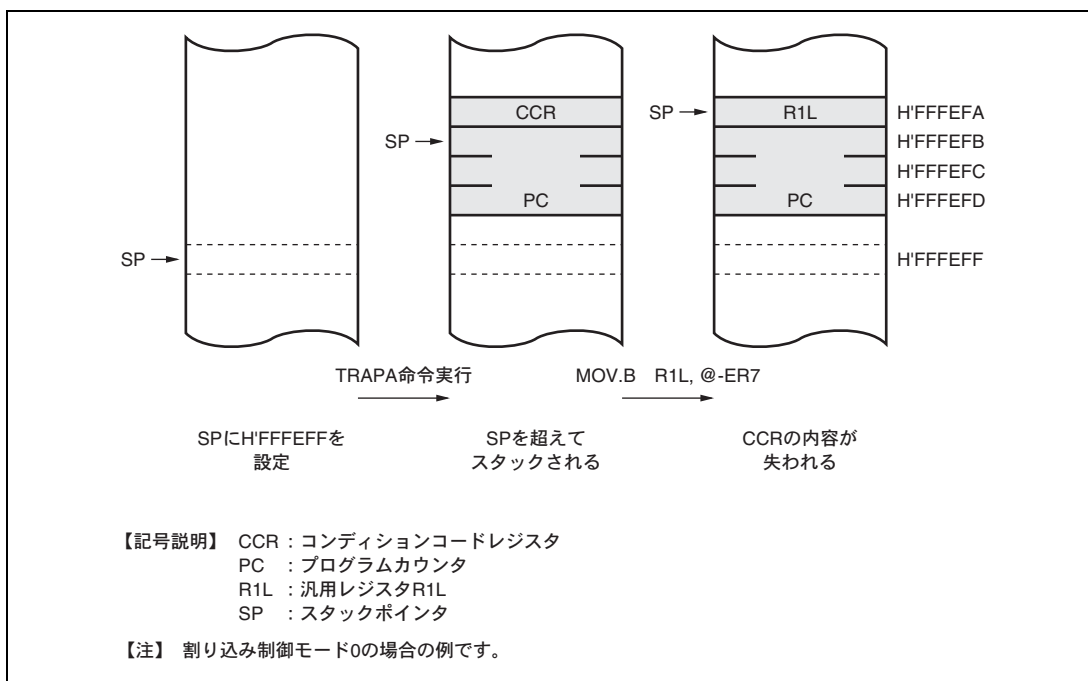 CCR
SP
R1L
H'FFFEFA
SP
H'FFFEFB
H'FFFEFC
PC
PC
H'FFFEFD
SP
H'FFFEFF
TRAPA命令実行
MOV.B R1L, @-ER7
SPにH'FFFEFFを
設定
SPを超えて
スタックされる
CCRの内容が
失われる
【記号説明】 CCR : コンディションコードレジスタ
PC : プログラムカウンタ
R1L : 汎用レジスタR1L
SP : スタックポインタ
【注】 割り込み制御モード0の場合の例です。